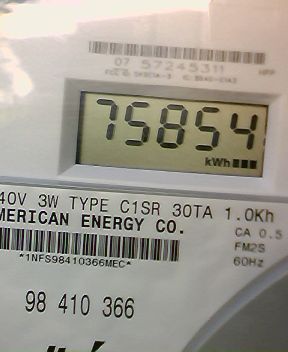 07 57245311
75854
kWh
40V 3W TYPE C1SR 30TA 1.0Kh
MERICAN ENERGY CO.
CA 0.5
FM2S
*1NFS98410366MEC*
60Hz
98 410 366